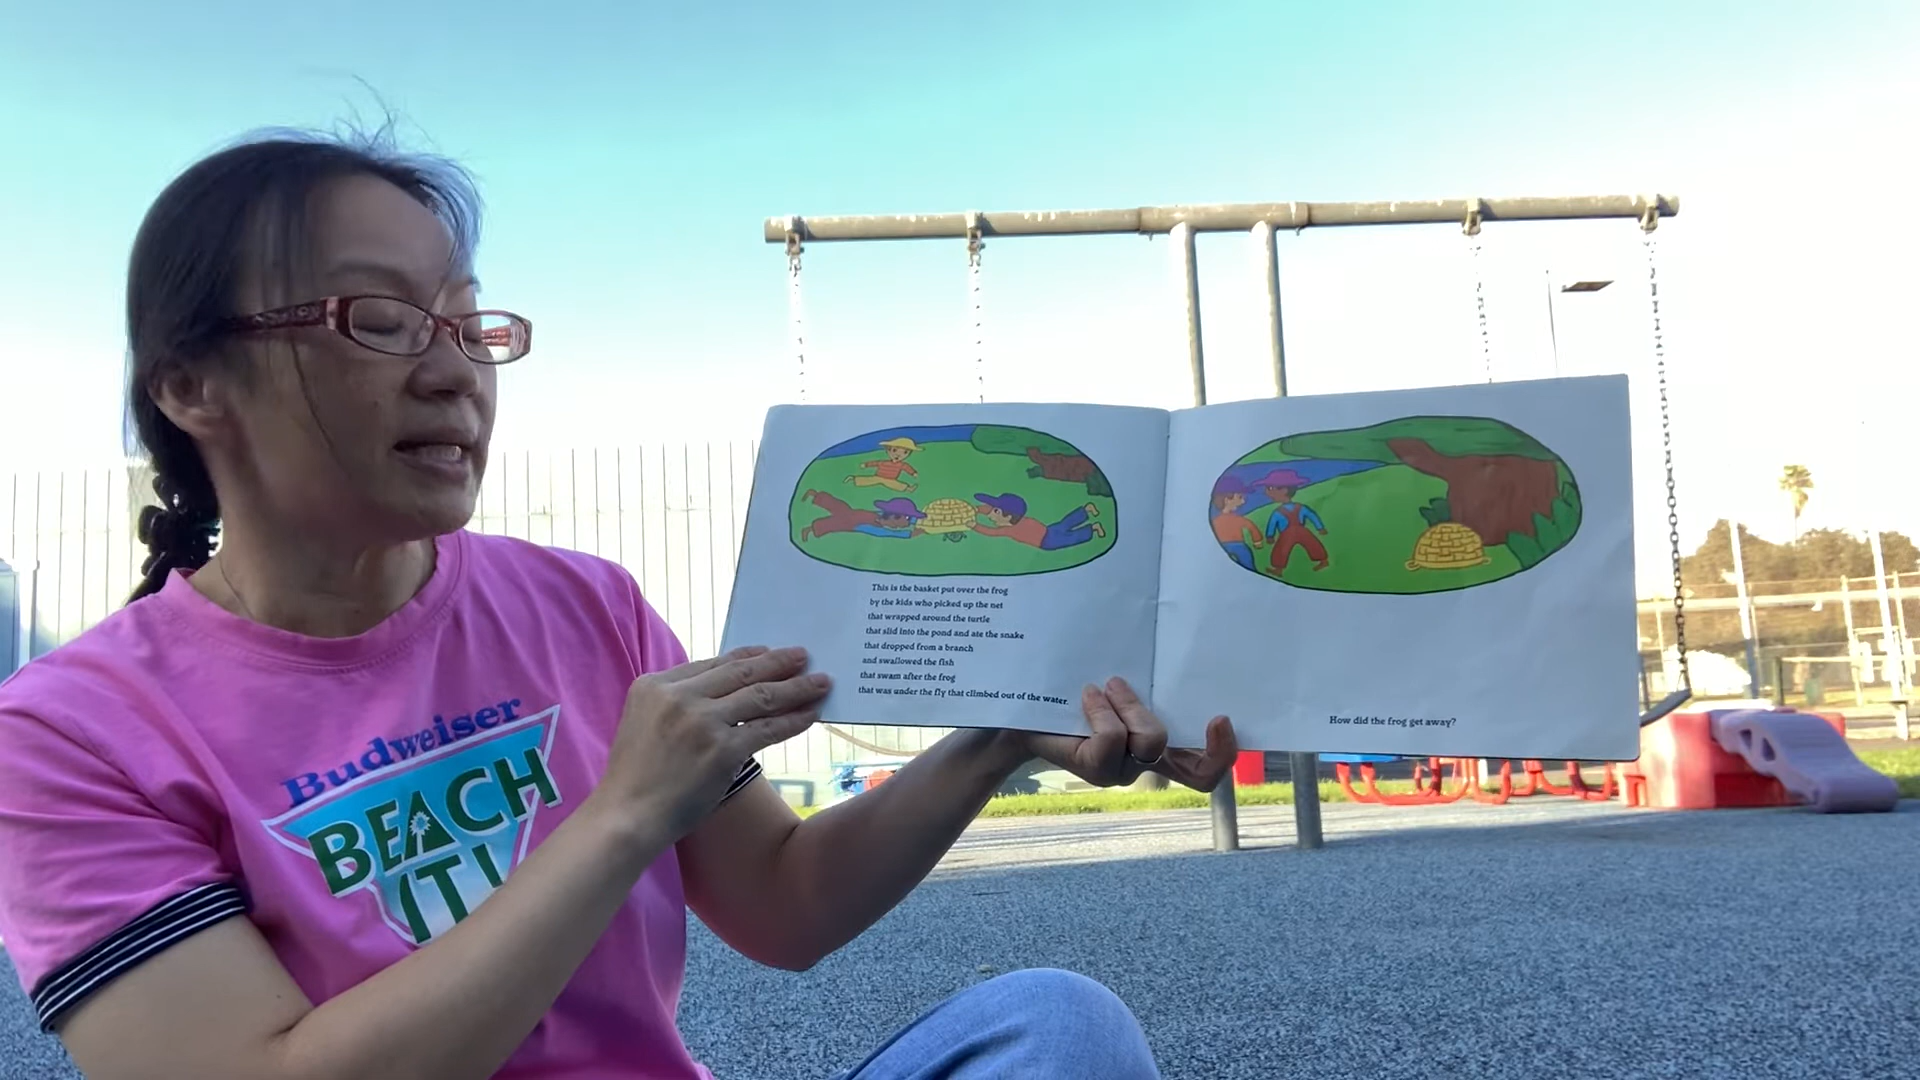 Budweiser
BEACH
IT!
This is the basket put over the frog
by the kids who picked up the net
that wrapped around the turtle
that slid into the pond and ate the snake
that dropped from a branch
and swallowed the fish
that swam after the frog
that was under the fly that climbed out of the water.
How did the frog get away?